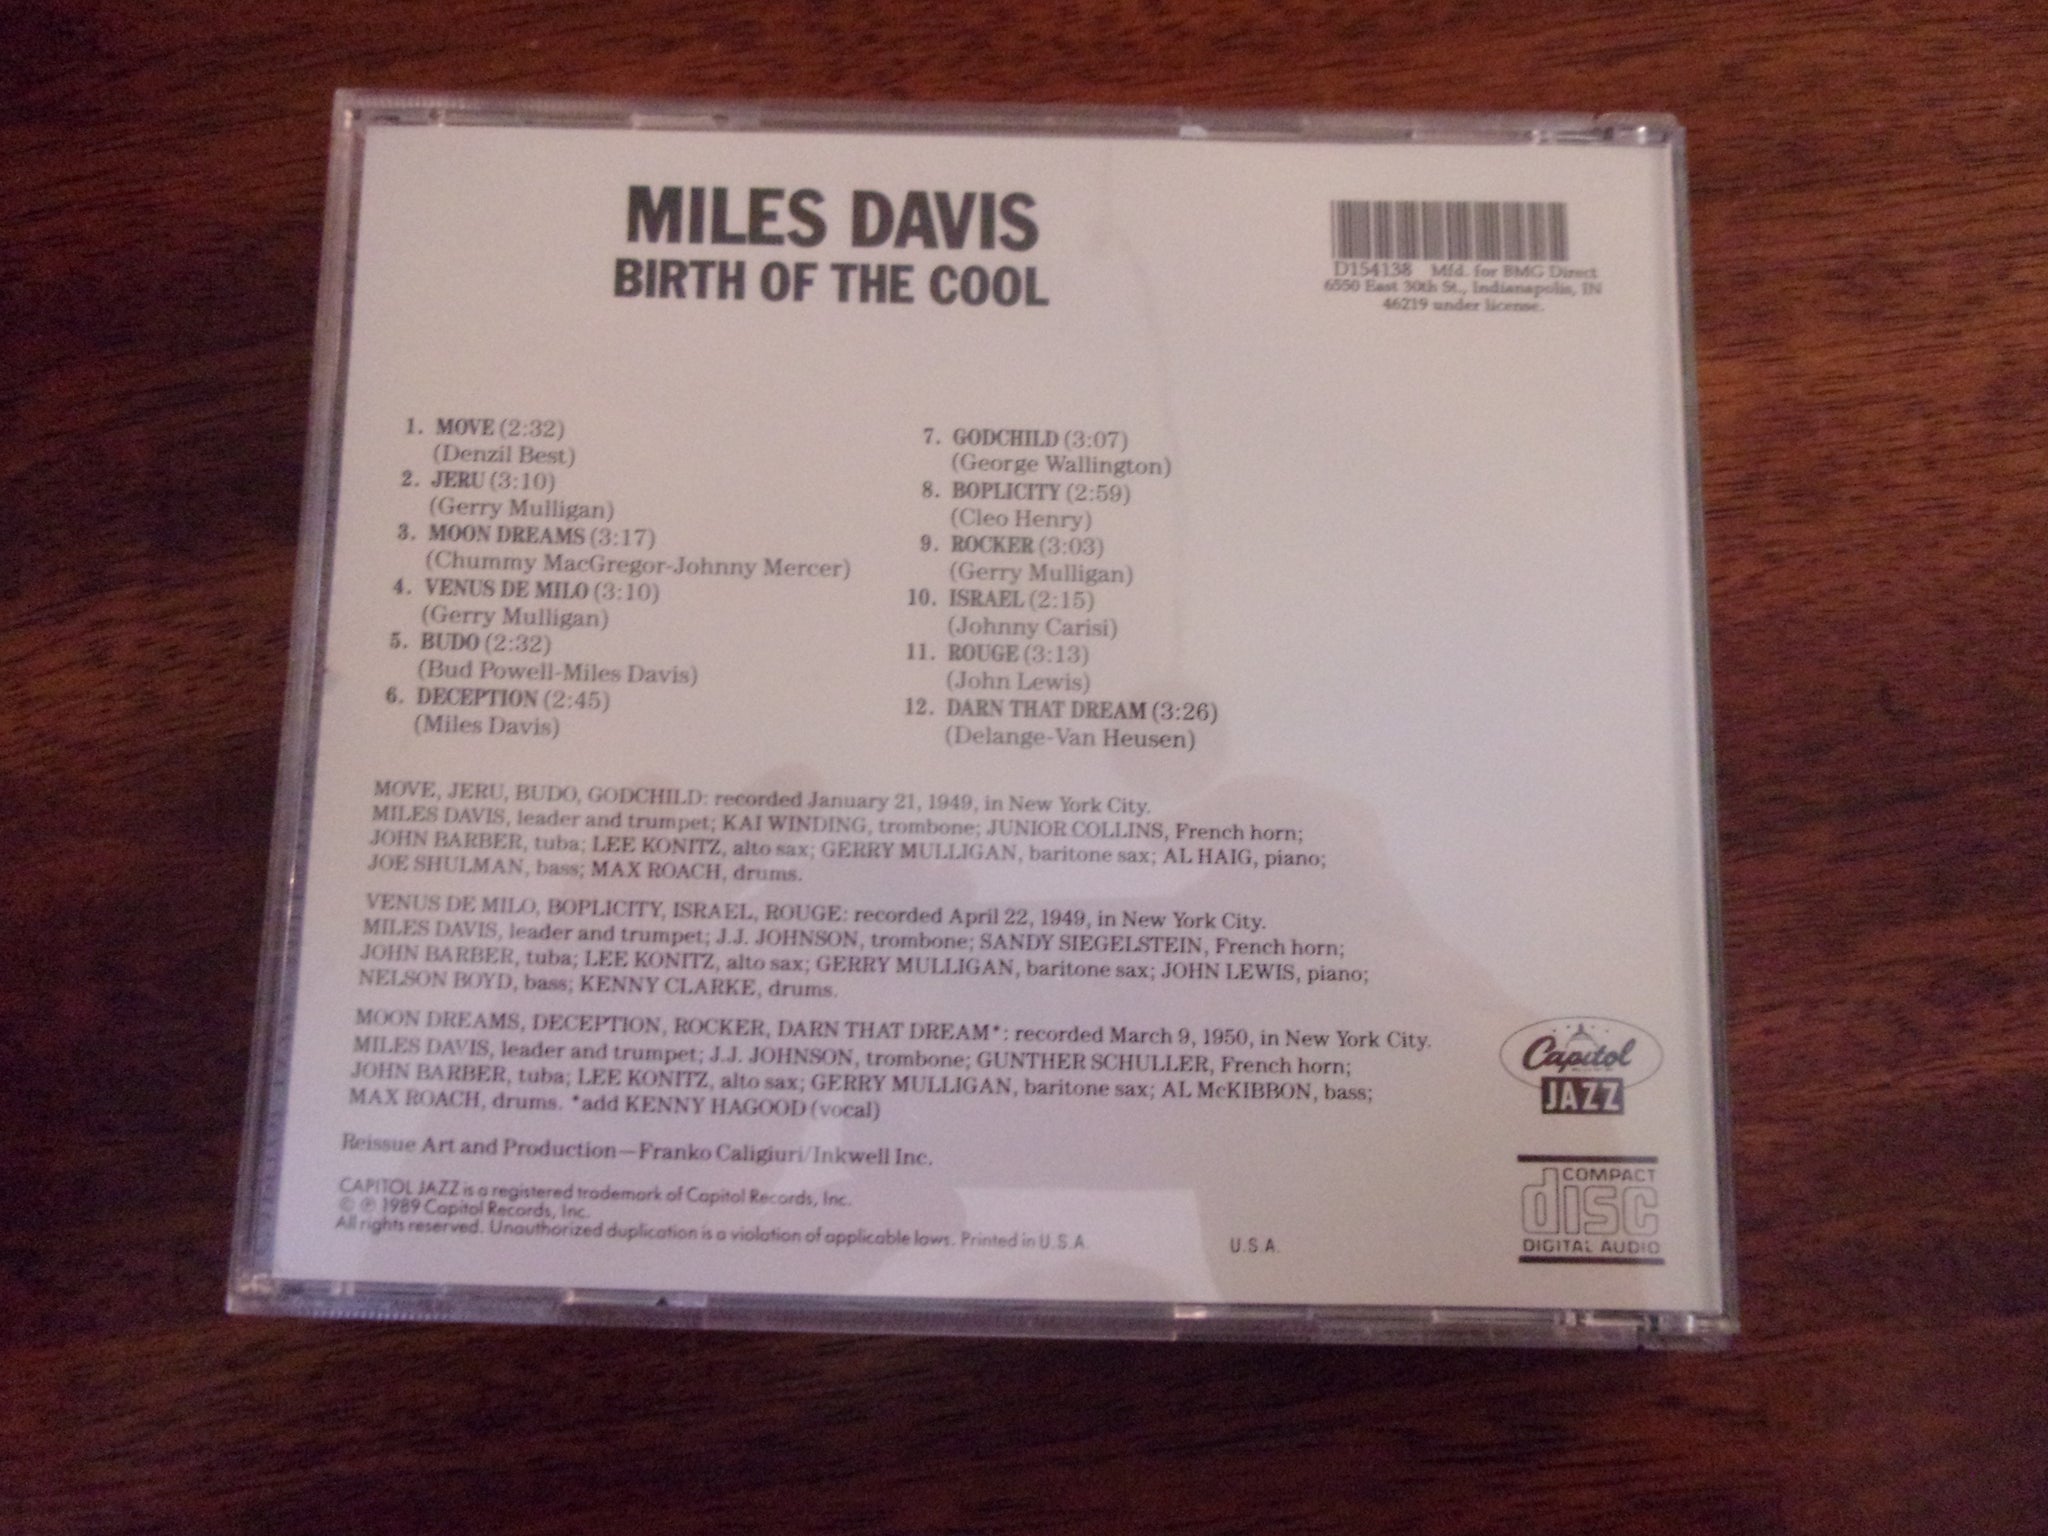 MILES DAVIS
BIRTH OF THE COOL
D154138 Mfd. for BMG Direct
6550 East 30th St., Indianapolis, IN
46219 under license.
1. MOVE (2:32)
(Denzil Best)
2. JERU (3:10)
(Gerry Mulligan)
3. MOON DREAMS (3:17)
(Chummy MacGregor-Johnny Mercer)
4. VENUS DE MILO (3:10)
(Gerry Mulligan)
5. BUDO (2:32)
(Bud Powell-Miles Davis)
6. DECEPTION (2:45)
(Miles Davis)
7. GODCHILD (3:07)
(George Wallington)
8. BOPLICITY (2:59)
(Cleo Henry)
9. ROCKER (3:03)
(Gerry Mulligan)
10. ISRAEL (2:15)
(Johnny Carisi)
11. ROUGE (3:13)
(John Lewis)
12. DARN THAT DREAM (3:26)
(Delange-Van Heusen)
MOVE, JERU, BUDO, GODCHILD: recorded January 21, 1949, in New York City.
MILES DAVIS, leader and trumpet; KAI WINDING, trombone; JUNIOR COLLINS, French horn;
JOHN BARBER, tuba; LEE KONITZ, alto sax; GERRY MULLIGAN, baritone sax; AL HAIG, piano;
JOE SHULMAN, bass; MAX ROACH, drums.
VENUS DE MILO, BOPLICITY, ISRAEL, ROUGE: recorded April 22, 1949, in New York City.
MILES DAVIS, leader and trumpet; J.J. JOHNSON, trombone; SANDY SIEGELSTEIN, French horn;
JOHN BARBER, tuba; LEE KONITZ, alto sax; GERRY MULLIGAN, baritone sax; JOHN LEWIS, piano;
NELSON BOYD, bass; KENNY CLARKE, drums.
MOON DREAMS, DECEPTION, ROCKER, DARN THAT DREAM*: recorded March 9, 1950, in New York City.
MILES DAVIS, leader and trumpet; J.J. JOHNSON, trombone; GUNTHER SCHULLER, French horn;
JOHN BARBER, tuba; LEE KONITZ, alto sax; GERRY MULLIGAN, baritone sax; AL McKIBBON, bass;
MAX ROACH, drums. *add KENNY HAGOOD (vocal)
Reissue Art and Production—Franko Caligiuri/Inkwell Inc.
CAPITOL JAZZ is a registered trademark of Capitol Records, Inc.
© ℗ 1989 Capitol Records, Inc.
All rights reserved. Unauthorized duplication is a violation of applicable laws. Printed in U.S.A.
U.S.A.
Capitol
JAZZ
COMPACT
disc
DIGITAL AUDIO